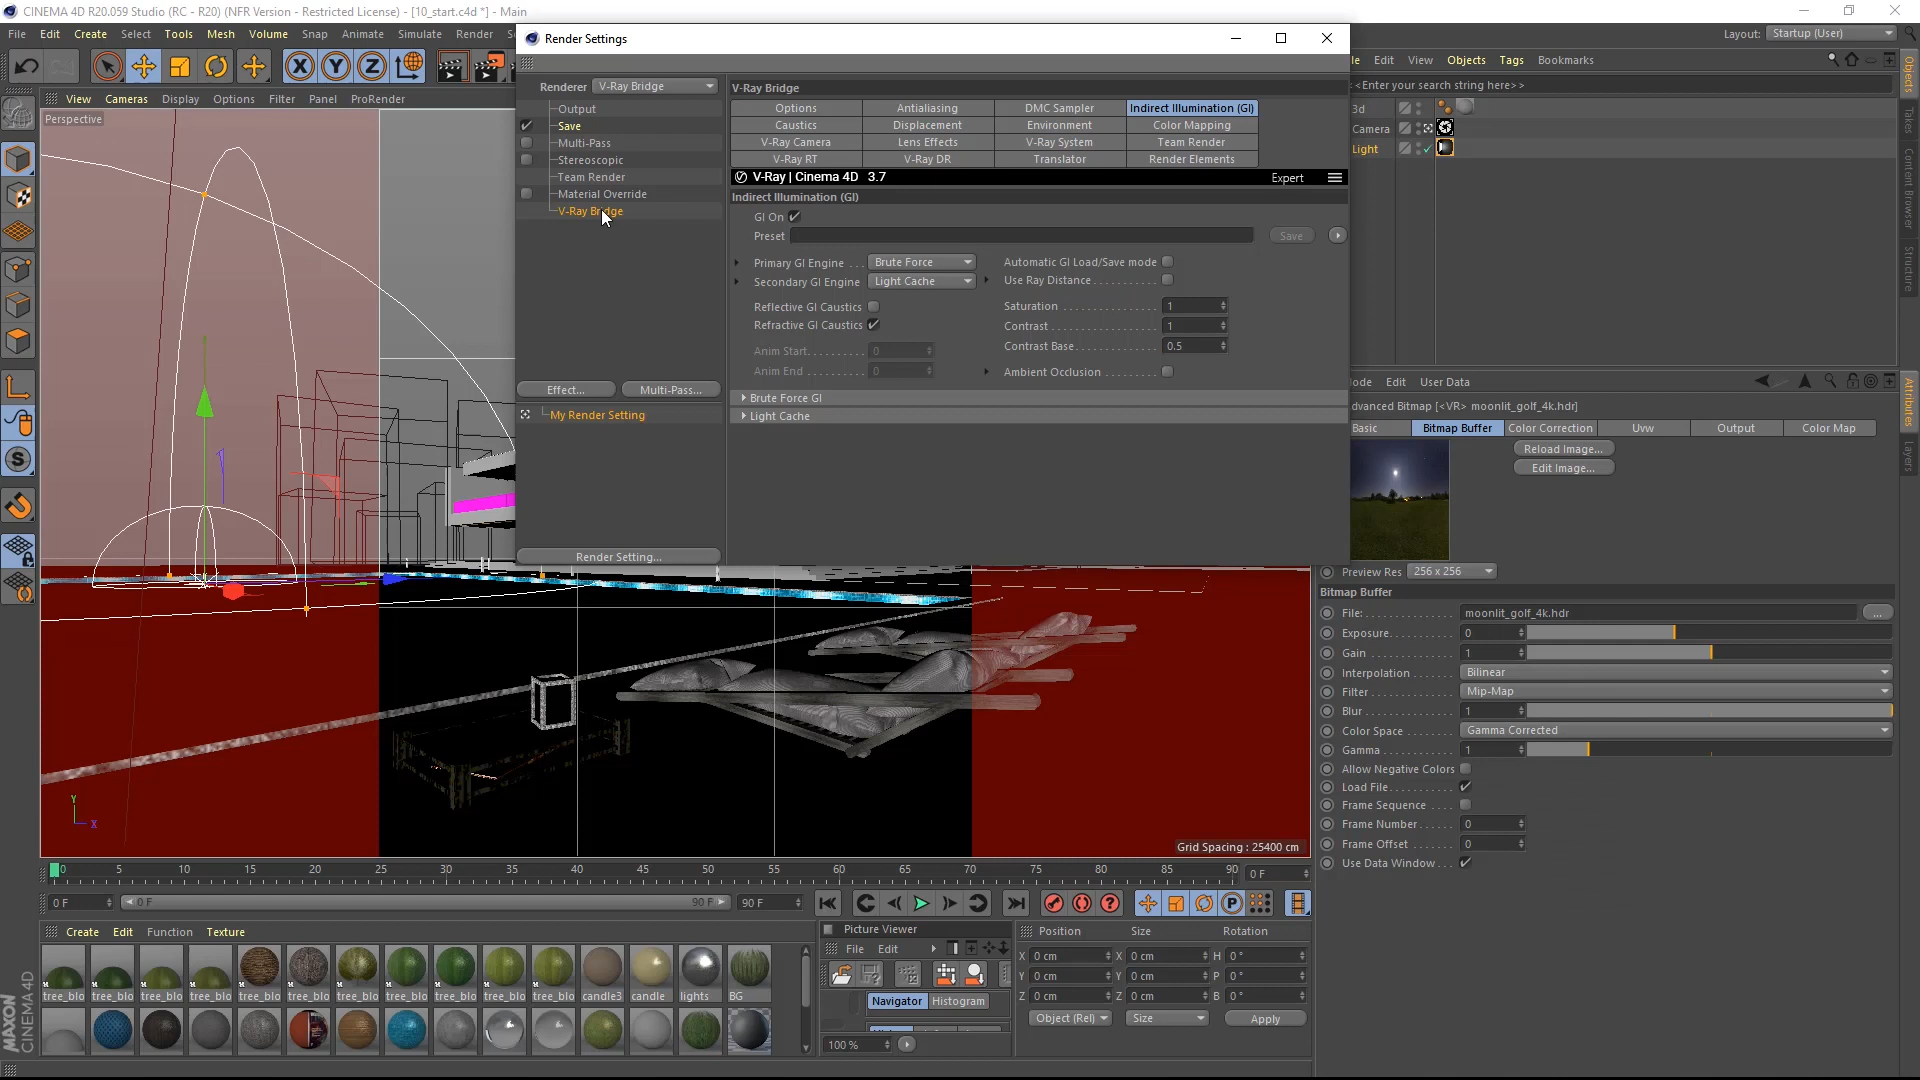 CINEMA 4D R20.059 Studio (RC - R20) (NFR Version - Restricted License) - [10_start.c4d *] - Main
File Edit Create Select Tools Mesh Volume Snap Animate Simulate Render
Layout: Startup (User)
Render Settings
Edit View Objects Tags Bookmarks
<<Enter your search string here>>
Renderer V-Ray Bridge
Output
Save
Multi-Pass
Stereoscopic
Team Render
Material Override
V-Ray Bridge
Effect... Multi-Pass...
My Render Setting
Render Setting...
V-Ray Bridge
Options Antialiasing DMC Sampler Indirect Illumination (GI)
Caustics Displacement Environment Color Mapping
V-Ray Camera Lens Effects V-Ray System Team Render
V-Ray RT V-Ray DR Translator Render Elements
V-Ray | Cinema 4D 3.7 Expert
Indirect Illumination (GI)
GI On
Preset Save
Primary GI Engine . . . Brute Force Automatic GI Load/Save mode
Secondary GI Engine Light Cache Use Ray Distance
Reflective GI Caustics Saturation 1
Refractive GI Caustics Contrast 1
Anim Start 0 Contrast Base 0.5
Anim End 0 Ambient Occlusion
Brute Force GI
Light Cache
3d
Camera
Light
Objects
Takes
Content Browser
Structure
View Cameras Display Options Filter Panel ProRender
Perspective
Y
X
Grid Spacing : 25400 cm
ode Edit User Data
dvanced Bitmap [<VR> moonlit_golf_4k.hdr]
Basic Bitmap Buffer Color Correction Uvw Output Color Map
Reload Image...
Edit Image...
Attributes
Layers
Preview Res 256 x 256
Bitmap Buffer
File: moonlit_golf_4k.hdr ...
Exposure 0
Gain 1
Interpolation Bilinear
Filter Mip-Map
Blur 1
Color Space Gamma Corrected
Gamma 1
Allow Negative Colors
Load File
Frame Sequence
Frame Number 0
Frame Offset 0
Use Data Window
0 5 10 15 20 25 30 35 40 45 50 55 60 65 70 75 80 85 90 0 F
0 F 0 F 90 F 90 F
Create Edit Function Texture
tree_blo tree_blo tree_blo tree_blo tree_blo tree_blo tree_blo tree_blo tree_blo tree_blo tree_blo candle3 candle lights BG
MAXON
CINEMA 4D
Picture Viewer
File Edit
Navigator Histogram
100 %
Position Size Rotation
X 0 cm X 0 cm H 0 °
Y 0 cm Y 0 cm P 0 °
Z 0 cm Z 0 cm B 0 °
Object (Rel) Size Apply